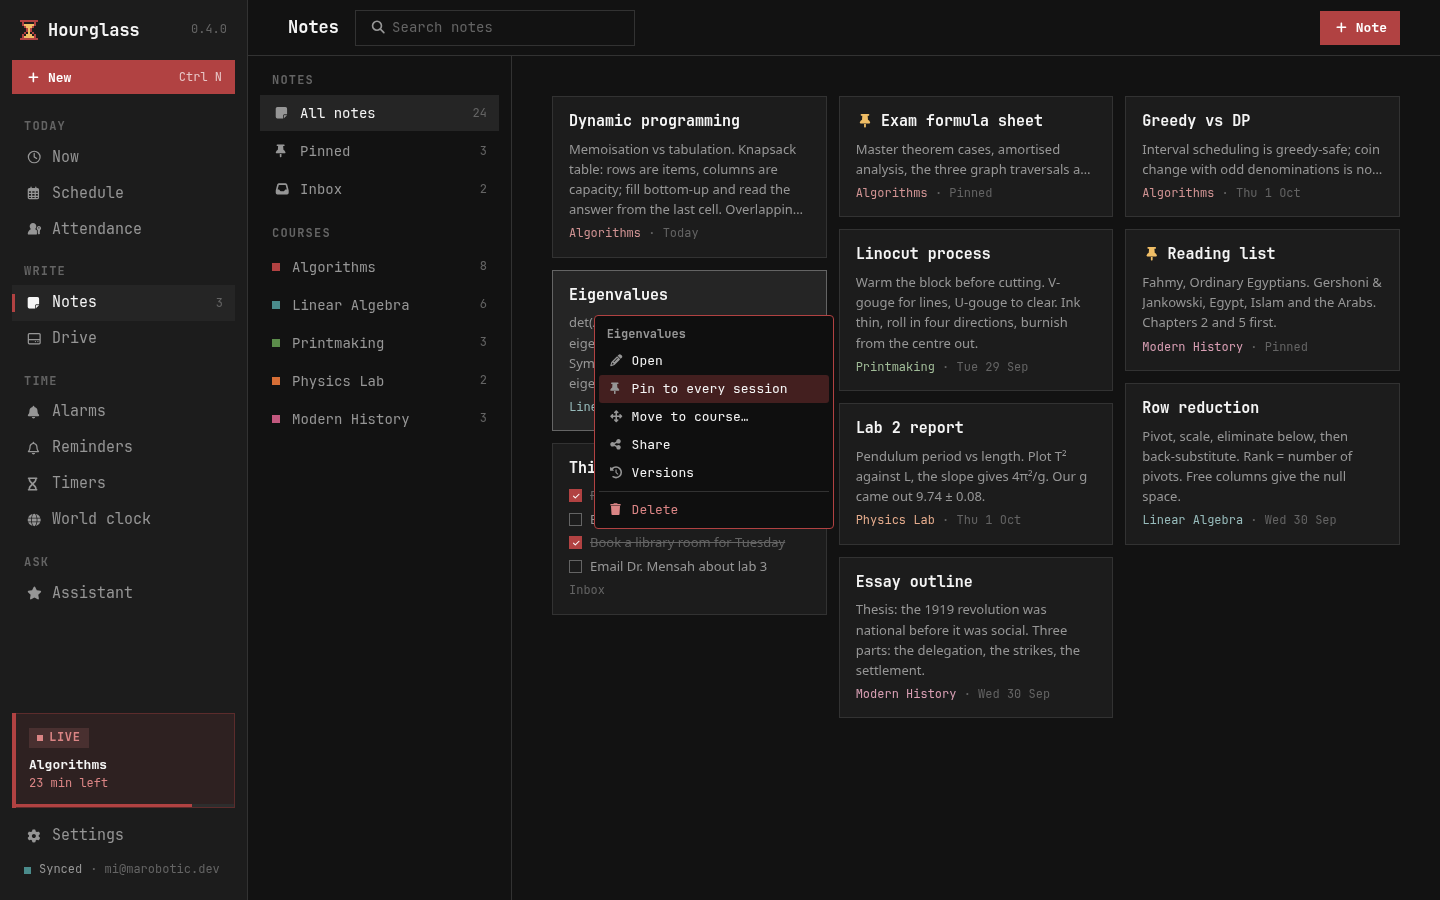 Hourglass
0.4.0
New
Ctrl N
TODAY
Now
Schedule
Attendance
WRITE
Notes
3
Drive
TIME
Alarms
Reminders
Timers
World clock
ASK
Assistant
LIVE
Algorithms
23 min left
Settings
Synced · mi@marobotic.dev
Notes
Search notes
Note
NOTES
All notes
24
Pinned
3
Inbox
2
COURSES
Algorithms
8
Linear Algebra
6
Printmaking
3
Physics Lab
2
Modern History
3
Dynamic programming
Memoisation vs tabulation. Knapsack
table: rows are items, columns are
capacity; fill bottom-up and read the
answer from the last cell. Overlappin…
Algorithms · Today
Eigenvalues
Eigenvalues
Open
Pin to every session
Move to course…
Share
Versions
Delete
Book a library room for Tuesday
Email Dr. Mensah about lab 3
Inbox
Exam formula sheet
Master theorem cases, amortised
analysis, the three graph traversals a…
Algorithms · Pinned
Linocut process
Warm the block before cutting. V-
gouge for lines, U-gouge to clear. Ink
thin, roll in four directions, burnish
from the centre out.
Printmaking · Tue 29 Sep
Lab 2 report
Pendulum period vs length. Plot T²
against L, the slope gives 4π²/g. Our g
came out 9.74 ± 0.08.
Physics Lab · Thu 1 Oct
Essay outline
Thesis: the 1919 revolution was
national before it was social. Three
parts: the delegation, the strikes, the
settlement.
Modern History · Wed 30 Sep
Greedy vs DP
Interval scheduling is greedy-safe; coin
change with odd denominations is no…
Algorithms · Thu 1 Oct
Reading list
Fahmy, Ordinary Egyptians. Gershoni &
Jankowski, Egypt, Islam and the Arabs.
Chapters 2 and 5 first.
Modern History · Pinned
Row reduction
Pivot, scale, eliminate below, then
back-substitute. Rank = number of
pivots. Free columns give the null
space.
Linear Algebra · Wed 30 Sep